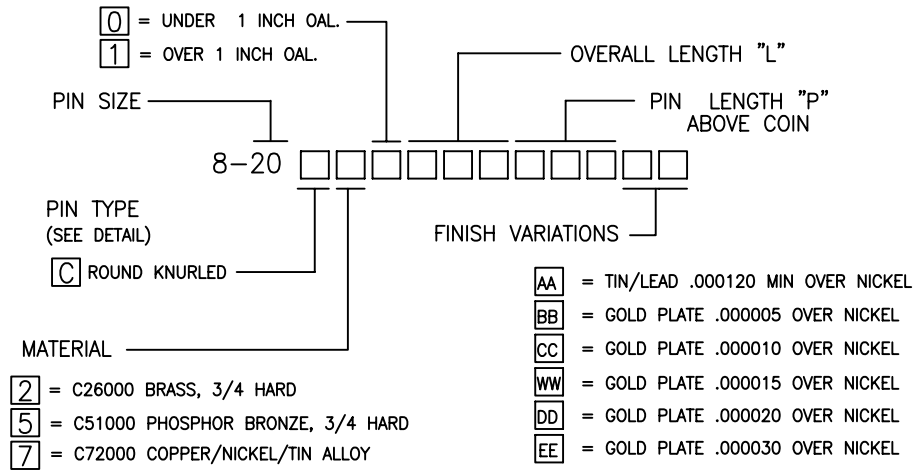 0 = UNDER 1 INCH OAL.
1 = OVER 1 INCH OAL.
OVERALL LENGTH "L"
PIN SIZE
PIN LENGTH "P"
ABOVE COIN
8-20
PIN TYPE
(SEE DETAIL)
FINISH VARIATIONS
C ROUND KNURLED
AA = TIN/LEAD .000120 MIN OVER NICKEL
BB = GOLD PLATE .000005 OVER NICKEL
CC = GOLD PLATE .000010 OVER NICKEL
WW = GOLD PLATE .000015 OVER NICKEL
DD = GOLD PLATE .000020 OVER NICKEL
EE = GOLD PLATE .000030 OVER NICKEL
MATERIAL
2 = C26000 BRASS, 3/4 HARD
5 = C51000 PHOSPHOR BRONZE, 3/4 HARD
7 = C72000 COPPER/NICKEL/TIN ALLOY